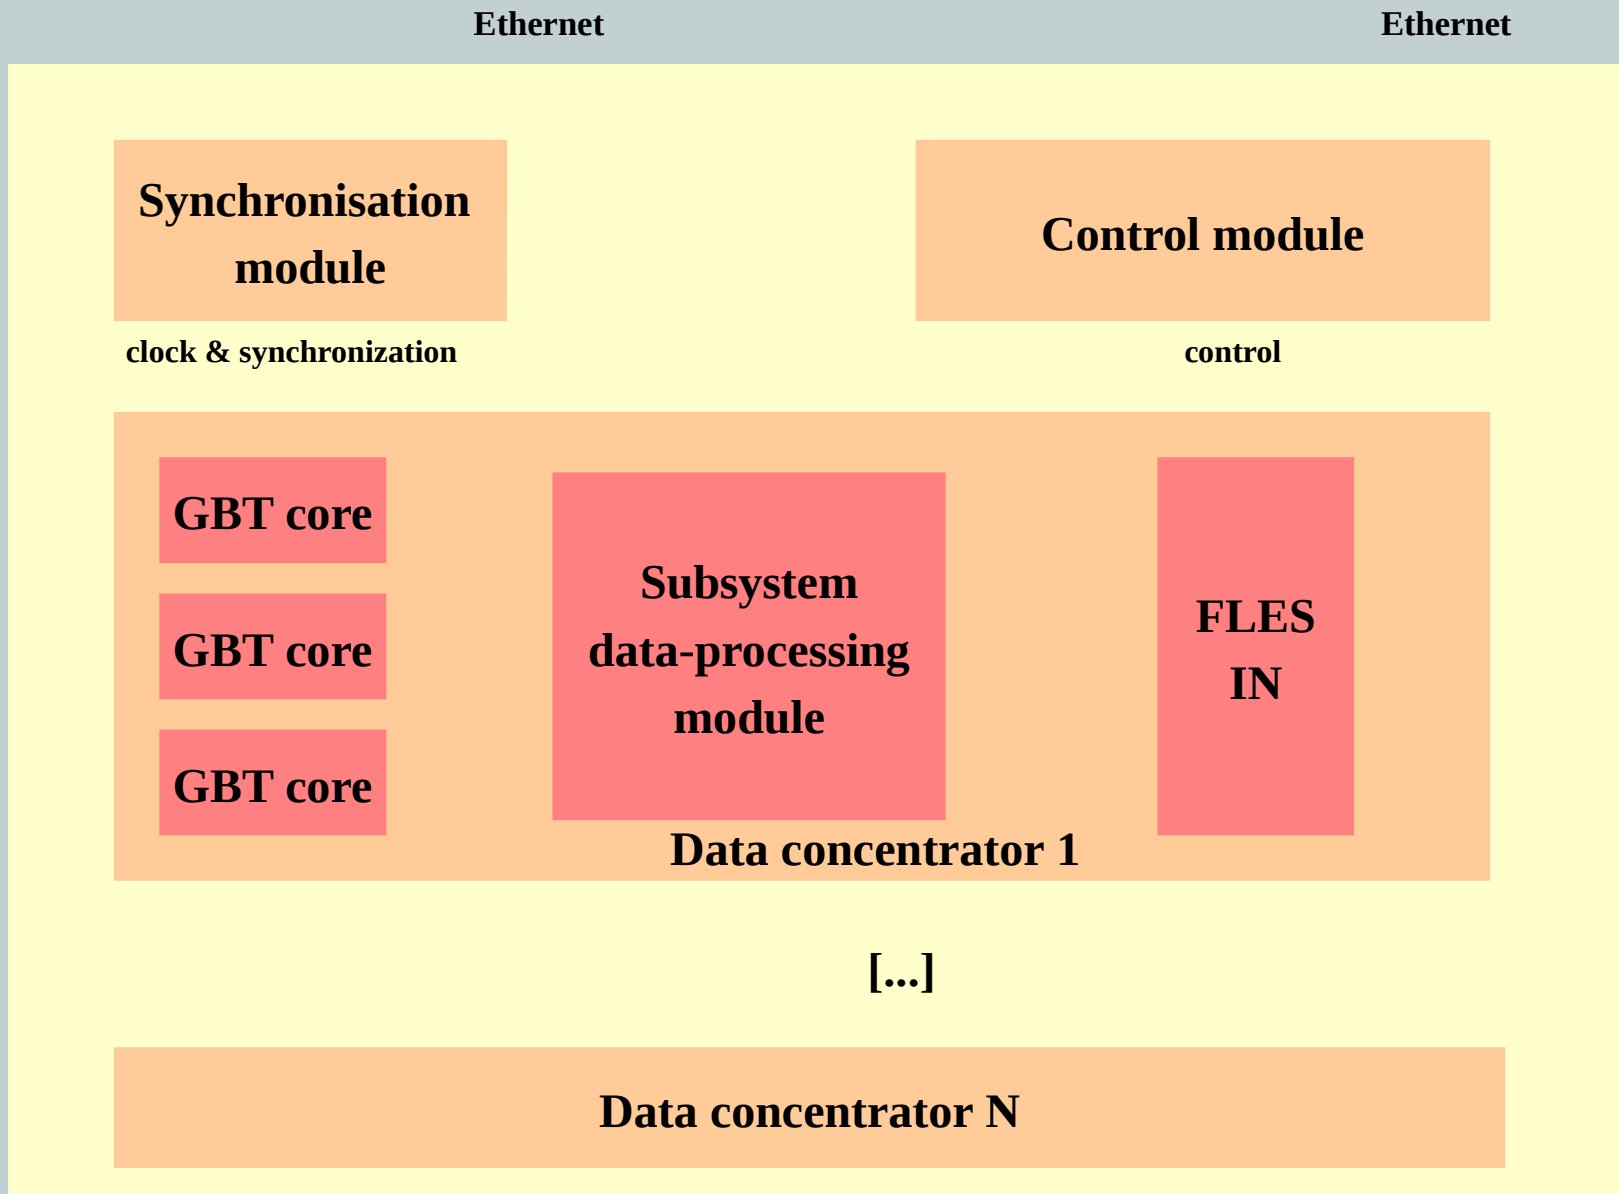 Ethernet
Ethernet
Synchronisation
module
Control module
clock & synchronization
control
GBT core
GBT core
GBT core
Subsystem
data-processing
module
FLES
IN
Data concentrator 1
[...]
Data concentrator N